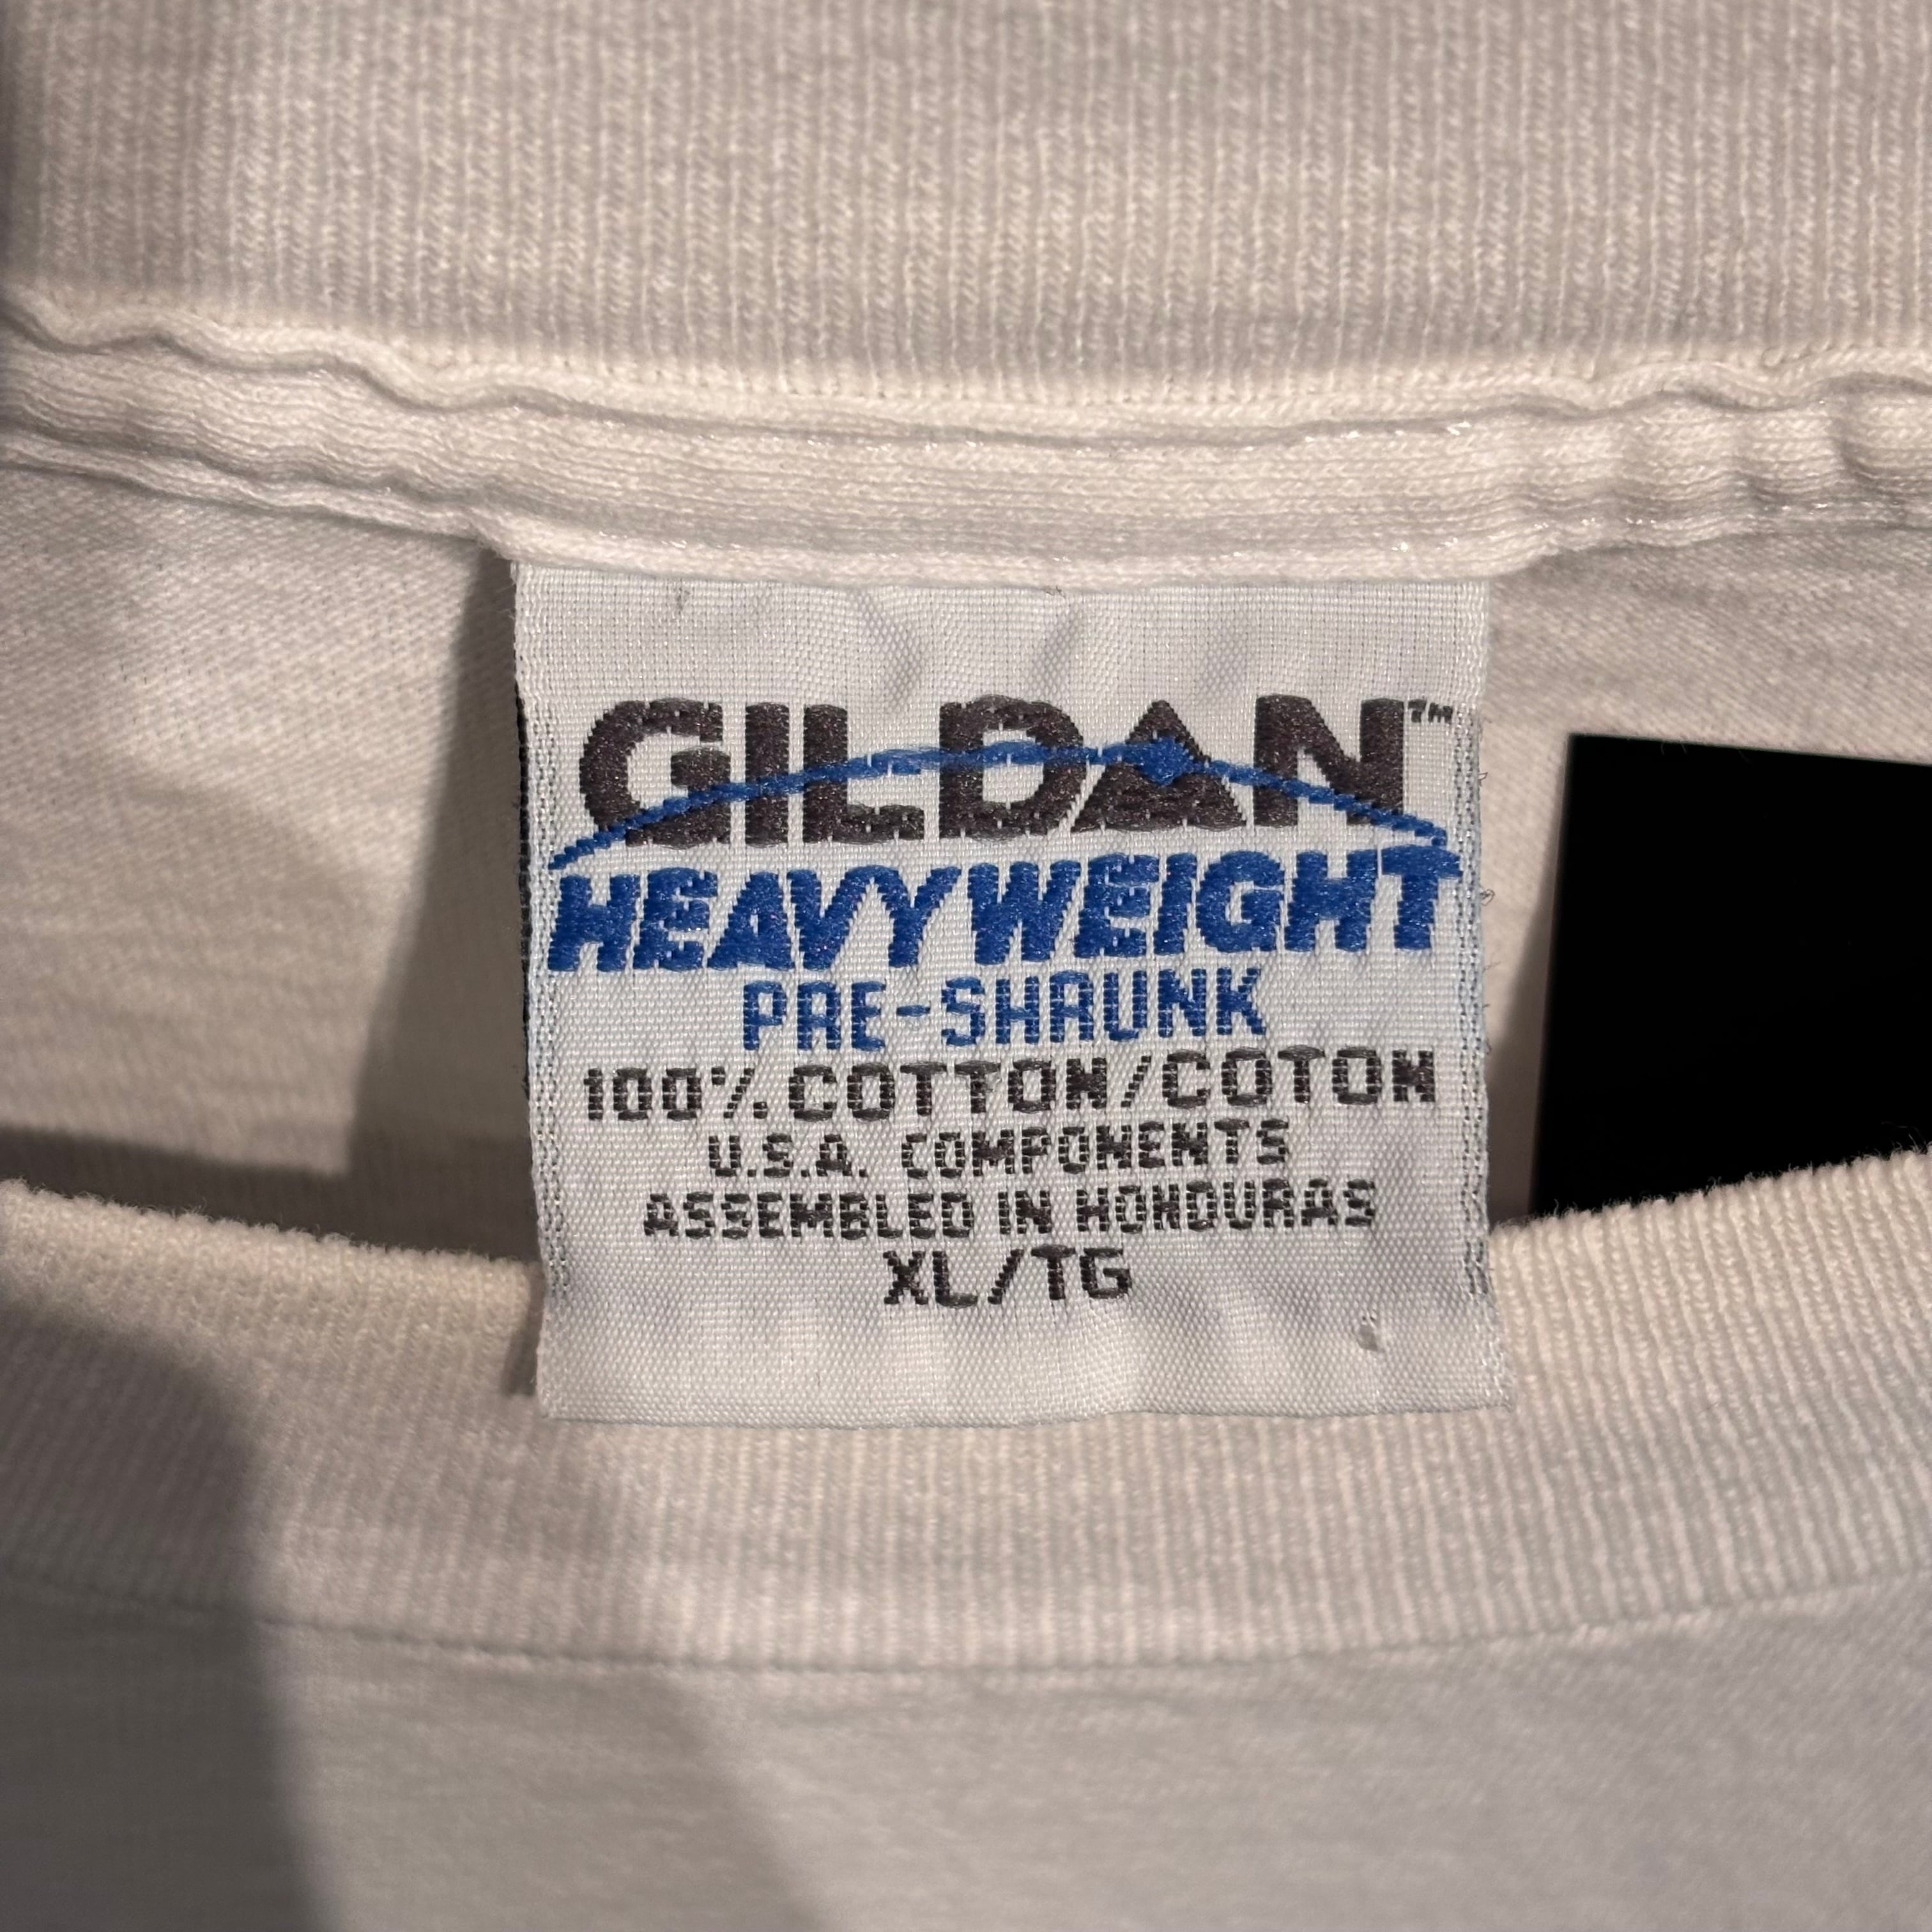 GILDAN™
HEAVYWEIGHT
PRE-SHRUNK
100% COTTON/COTON
U.S.A. COMPONENTS
ASSEMBLED IN HONDURAS
XL/TG